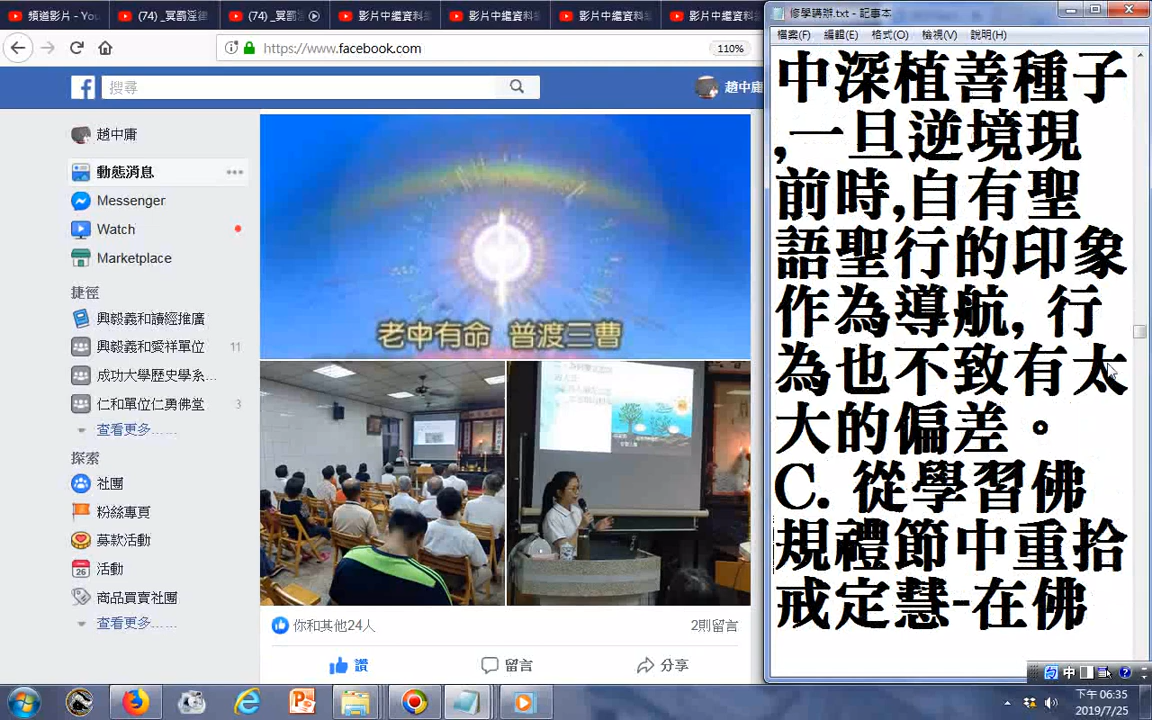 頻道影片 - You
(74) _冥罰淫律
(74) _冥罰
影片中繼資料
影片中繼資料
影片中繼資料
影片中繼資料
https://www.facebook.com
110%
搜尋
趙中庸
趙中庸
動態消息
Messenger
Watch
Marketplace
捷徑
興毅義和讀經推廣
興毅義和愛祥單位 11
成功大學歷史學系...
仁和單位仁勇佛堂 3
查看更多......
探索
社團
粉絲專頁
募款活動
26 活動
商品買賣社團
查看更多......
老中有命 普渡三曹
你和其他24人
2則留言
讚
留言
分享
修學講辦.txt - 記事本
檔案(F) 編輯(E) 格式(O) 檢視(V) 說明(H)
中深植善種子
,一旦逆境現
前時,自有聖
語聖行的印象
作為導航, 行
為也不致有太
大的偏差。
C. 從學習佛
規禮節中重拾
戒定慧-在佛
中
下午 06:35
2019/7/25